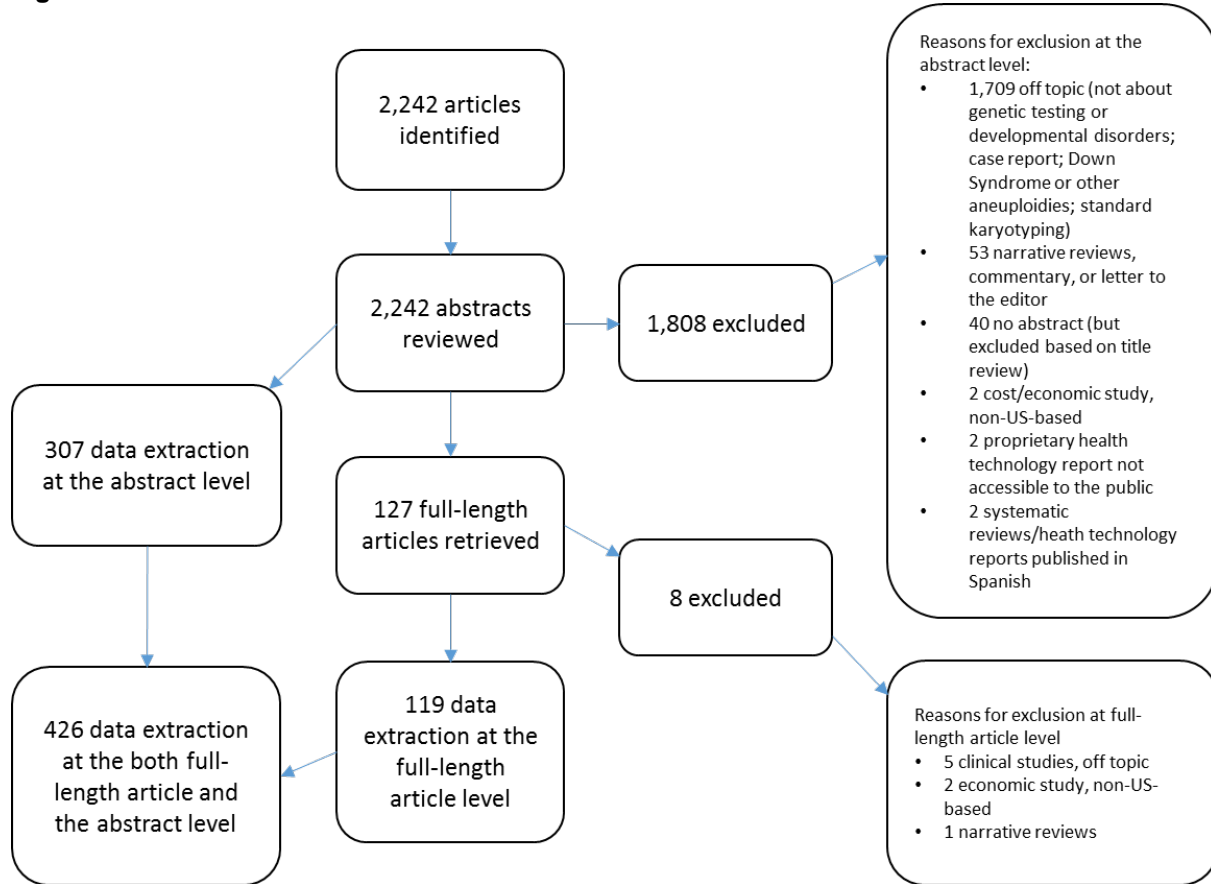 2,242 articles
identified
2,242 abstracts
reviewed
1,808 excluded
Reasons for exclusion at the
abstract level:
• 1,709 off topic (not about
genetic testing or
developmental disorders;
case report; Down
Syndrome or other
aneuploidies; standard
karyotyping)
• 53 narrative reviews,
commentary, or letter to
the editor
• 40 no abstract (but
excluded based on title
review)
• 2 cost/economic study,
non-US-based
• 2 proprietary health
technology report not
accessible to the public
• 2 systematic
reviews/heath technology
reports published in
Spanish
307 data extraction
at the abstract level
127 full-length
articles retrieved
8 excluded
Reasons for exclusion at full-
length article level
• 5 clinical studies, off topic
• 2 economic study, non-US-
based
• 1 narrative reviews
119 data
extraction at the
full-length
article level
426 data extraction
at the both full-
length article and
the abstract level